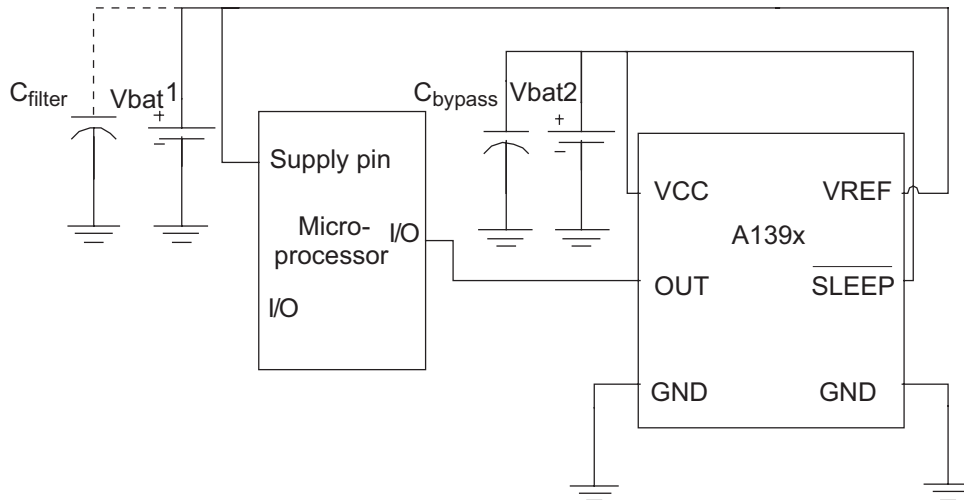 Cfilter
Vbat1
+
–
Cbypass
Vbat2
+
–
Supply pin
Micro-
processor
I/O
I/O
VCC
VREF
A139x
OUT
SLEEP
GND
GND